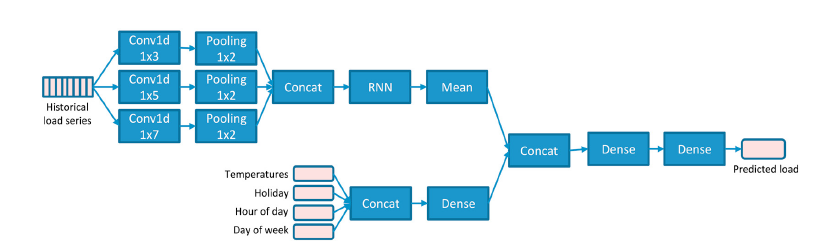 Historical
load series
Conv1d
1x3
Pooling
1x2
Conv1d
1x5
Pooling
1x2
Conv1d
1x7
Pooling
1x2
Concat
RNN
Mean
Temperatures
Holiday
Hour of day
Day of week
Concat
Dense
Concat
Dense
Dense
Predicted load